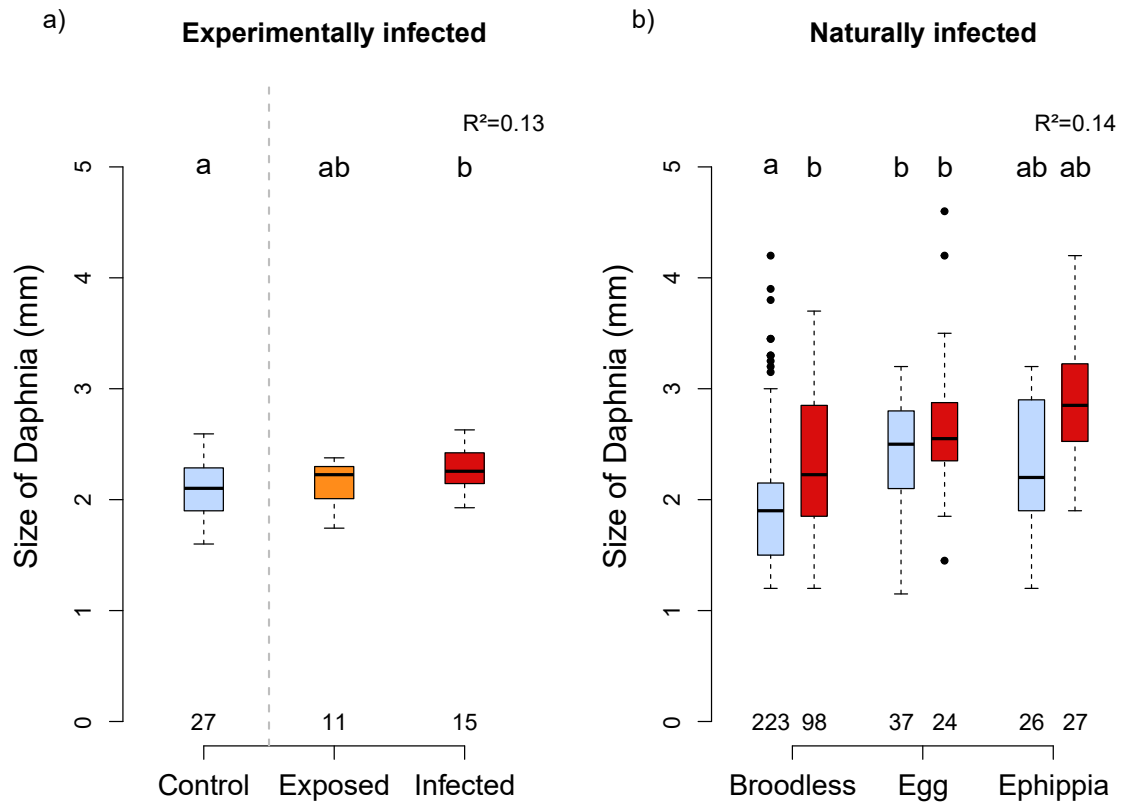 a)
Experimentally infected
R²=0.13
a ab b
5
4
3
2
1
0
Size of Daphnia (mm)
27 11 15
Control Exposed Infected
b)
Naturally infected
R²=0.14
a b b b ab ab
5
4
3
2
1
0
Size of Daphnia (mm)
223 98 37 24 26 27
Broodless Egg Ephippia